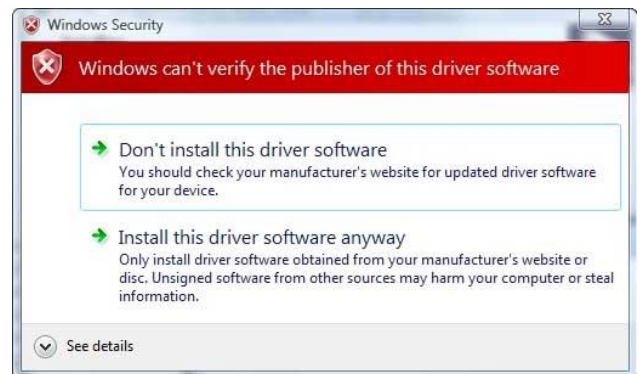 Windows Security
Windows can't verify the publisher of this driver software
Don't install this driver software
You should check your manufacturer's website for updated driver software
for your device.
Install this driver software anyway
Only install driver software obtained from your manufacturer's website or
disc. Unsigned software from other sources may harm your computer or steal
information.
See details